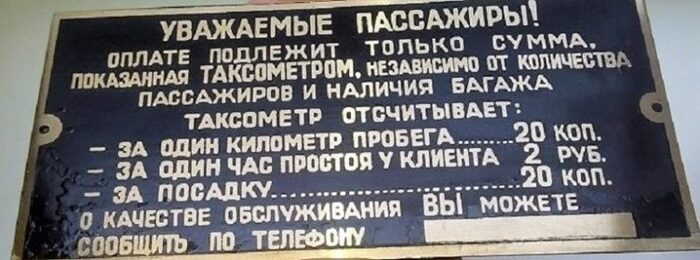 УВАЖАЕМЫЕ ПАССАЖИРЫ!
ОПЛАТЕ ПОДЛЕЖИТ ТОЛЬКО СУММА,
ПОКАЗАННАЯ ТАКСОМЕТРОМ, НЕЗАВИСИМО ОТ КОЛИЧЕСТВА
ПАССАЖИРОВ И НАЛИЧИЯ БАГАЖА
ТАКСОМЕТР ОТСЧИТЫВАЕТ:
– ЗА ОДИН КИЛОМЕТР ПРОБЕГА........ 20 КОП.
– ЗА ОДИН ЧАС ПРОСТОЯ У КЛИЕНТА 2 РУБ.
– ЗА ПОСАДКУ.............................. 20 КОП.
О КАЧЕСТВЕ ОБСЛУЖИВАНИЯ ВЫ МОЖЕТЕ
СООБЩИТЬ ПО ТЕЛЕФОНУ